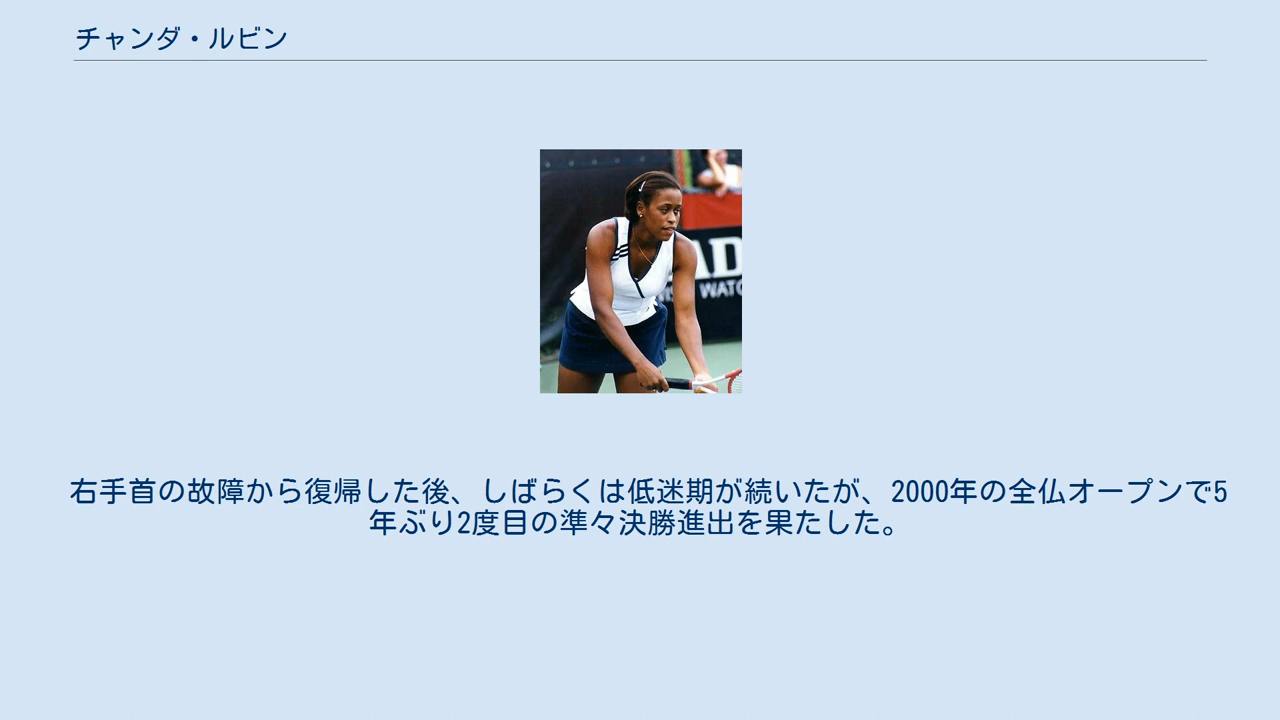 チャンダ・ルビン
AD
WATC
右手首の故障から復帰した後、しばらくは低迷期が続いたが、2000年の全仏オープンで5
年ぶり2度目の準々決勝進出を果たした。